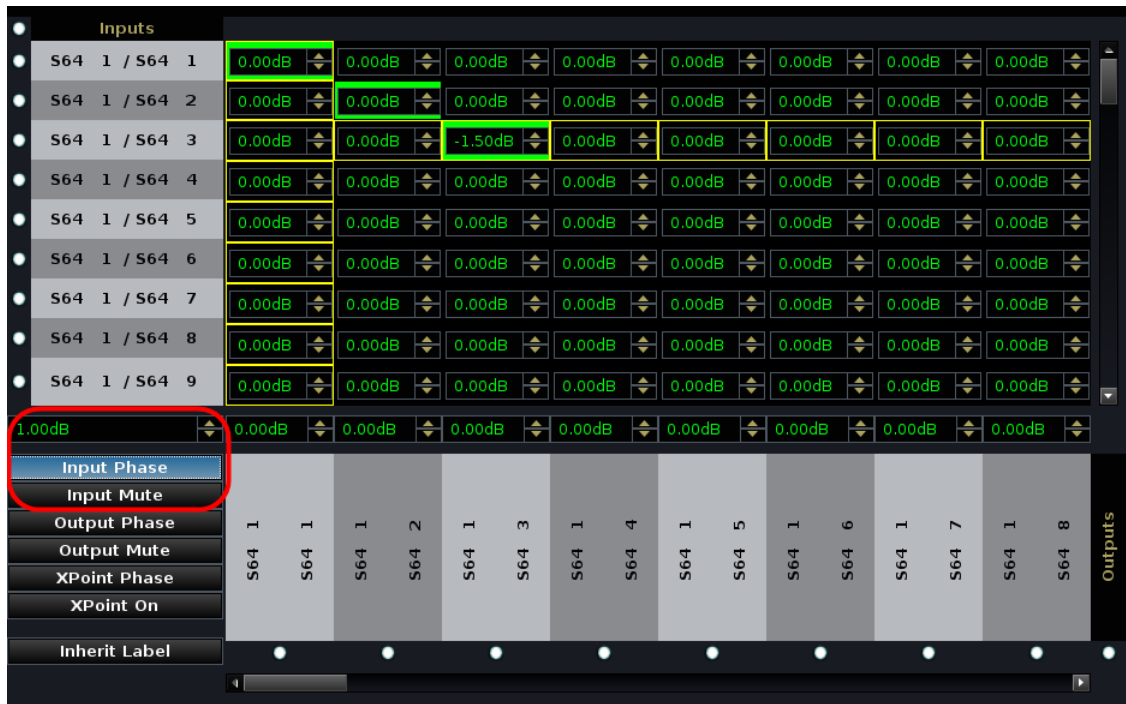 Inputs
S64 1 / S64 1 0.00dB 0.00dB 0.00dB 0.00dB 0.00dB 0.00dB 0.00dB 0.00dB
S64 1 / S64 2 0.00dB 0.00dB 0.00dB 0.00dB 0.00dB 0.00dB 0.00dB 0.00dB
S64 1 / S64 3 0.00dB 0.00dB -1.50dB 0.00dB 0.00dB 0.00dB 0.00dB 0.00dB
S64 1 / S64 4 0.00dB 0.00dB 0.00dB 0.00dB 0.00dB 0.00dB 0.00dB 0.00dB
S64 1 / S64 5 0.00dB 0.00dB 0.00dB 0.00dB 0.00dB 0.00dB 0.00dB 0.00dB
S64 1 / S64 6 0.00dB 0.00dB 0.00dB 0.00dB 0.00dB 0.00dB 0.00dB 0.00dB
S64 1 / S64 7 0.00dB 0.00dB 0.00dB 0.00dB 0.00dB 0.00dB 0.00dB 0.00dB
S64 1 / S64 8 0.00dB 0.00dB 0.00dB 0.00dB 0.00dB 0.00dB 0.00dB 0.00dB
S64 1 / S64 9 0.00dB 0.00dB 0.00dB 0.00dB 0.00dB 0.00dB 0.00dB 0.00dB
1.00dB 0.00dB 0.00dB 0.00dB 0.00dB 0.00dB 0.00dB 0.00dB 0.00dB
Input Phase
Input Mute
Output Phase
Output Mute
XPoint Phase
XPoint On
Inherit Label
S64 1
S64 1
S64 1
S64 2
S64 1
S64 3
S64 1
S64 4
S64 1
S64 5
S64 1
S64 6
S64 1
S64 7
S64 1
S64 8
Outputs